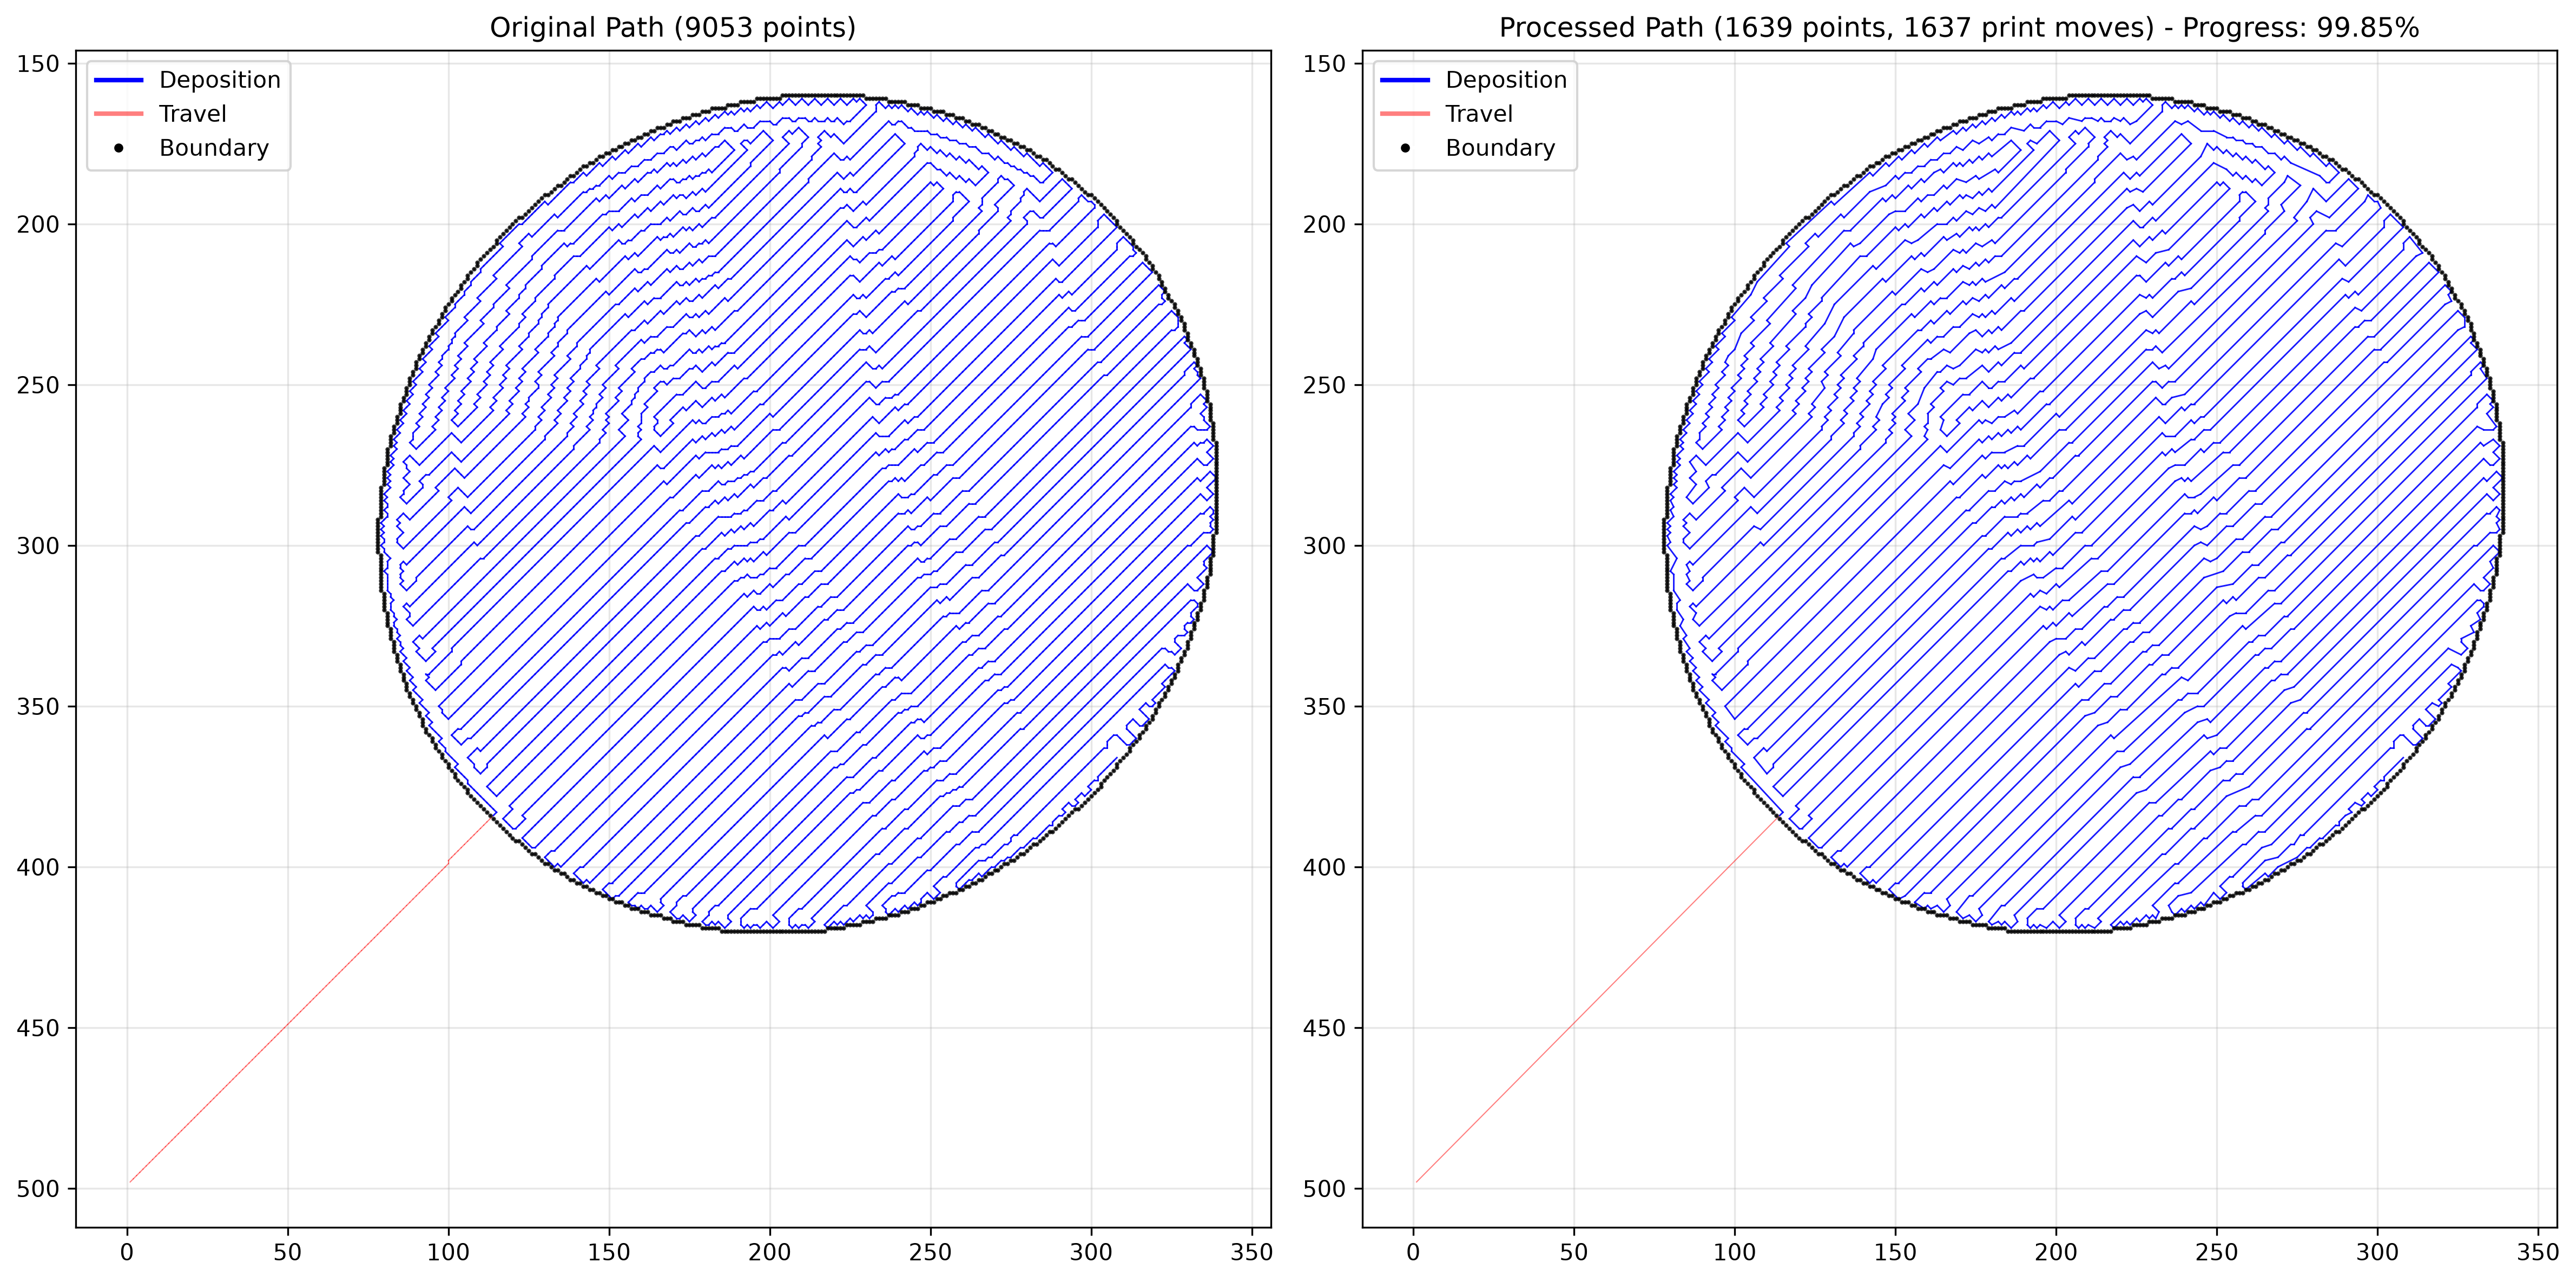 Original Path (9053 points)
Deposition
Travel
Boundary
150
200
250
300
350
400
450
500
0 50 100 150 200 250 300 350
Processed Path (1639 points, 1637 print moves) - Progress: 99.85%
Deposition
Travel
Boundary
150
200
250
300
350
400
450
500
0 50 100 150 200 250 300 350